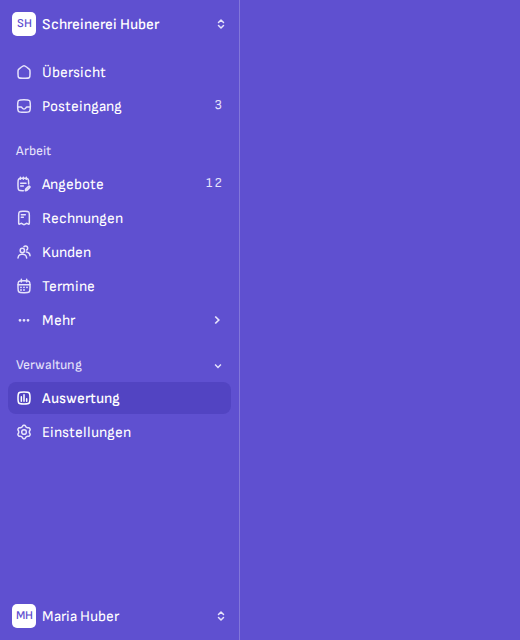 SH Schreinerei Huber
Übersicht
Posteingang 3
Arbeit
Angebote 12
Rechnungen
Kunden
Termine
Mehr
Verwaltung
Auswertung
Einstellungen
MH Maria Huber